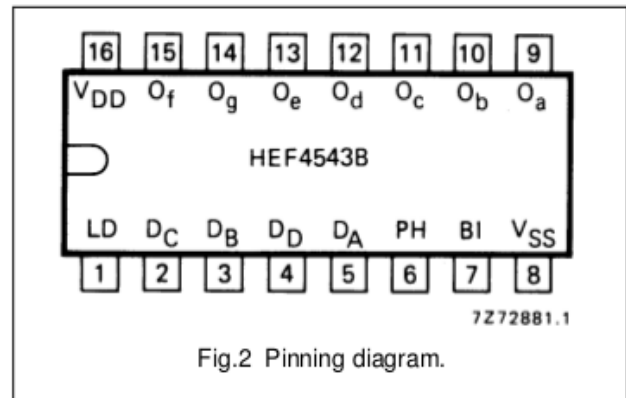 16 15 14 13 12 11 10 9
VDD Of Og Oe Od Oc Ob Oa
HEF4543B
LD DC DB DD DA PH BI VSS
1 2 3 4 5 6 7 8
7Z72881.1
Fig.2 Pinning diagram.